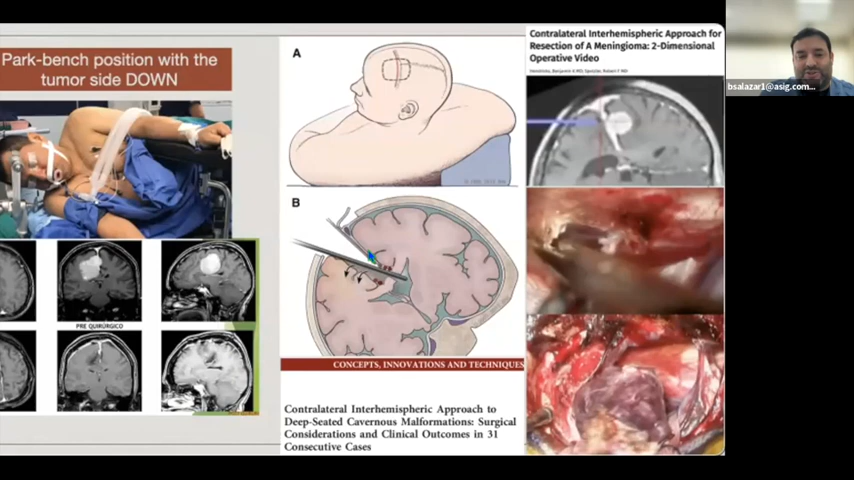 Park-bench position with the
tumor side DOWN
PRE QUIRÚRGICO
A
B
CONCEPTS, INNOVATIONS AND TECHNIQUES
Contralateral Interhemispheric Approach to
Deep-Seated Cavernous Malformations: Surgical
Considerations and Clinical Outcomes in 31
Consecutive Cases
Contralateral Interhemispheric Approach for
Resection of A Meningioma: 2-Dimensional
Operative Video
bsalazar1@asig.com...